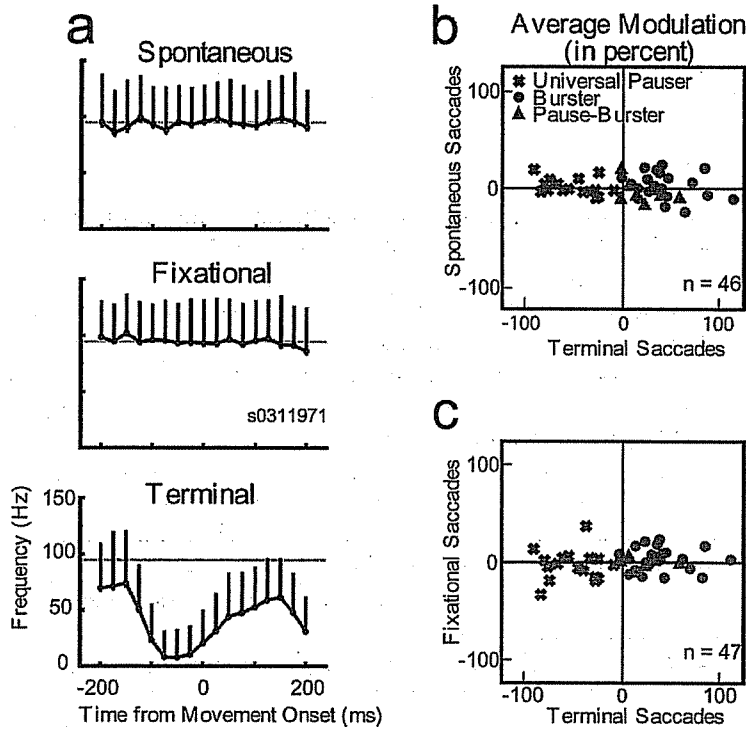 a
Spontaneous
Fixational
s0311971
Terminal
Frequency (Hz)
150
100
50
0
-200
0
200
Time from Movement Onset (ms)
b
Average Modulation
(in percent)
Universal Pauser
Burster
Pause-Burster
Spontaneous Saccades
100
0
-100
n = 46
-100
0
100
Terminal Saccades
c
Fixational Saccades
100
0
-100
n = 47
-100
0
100
Terminal Saccades